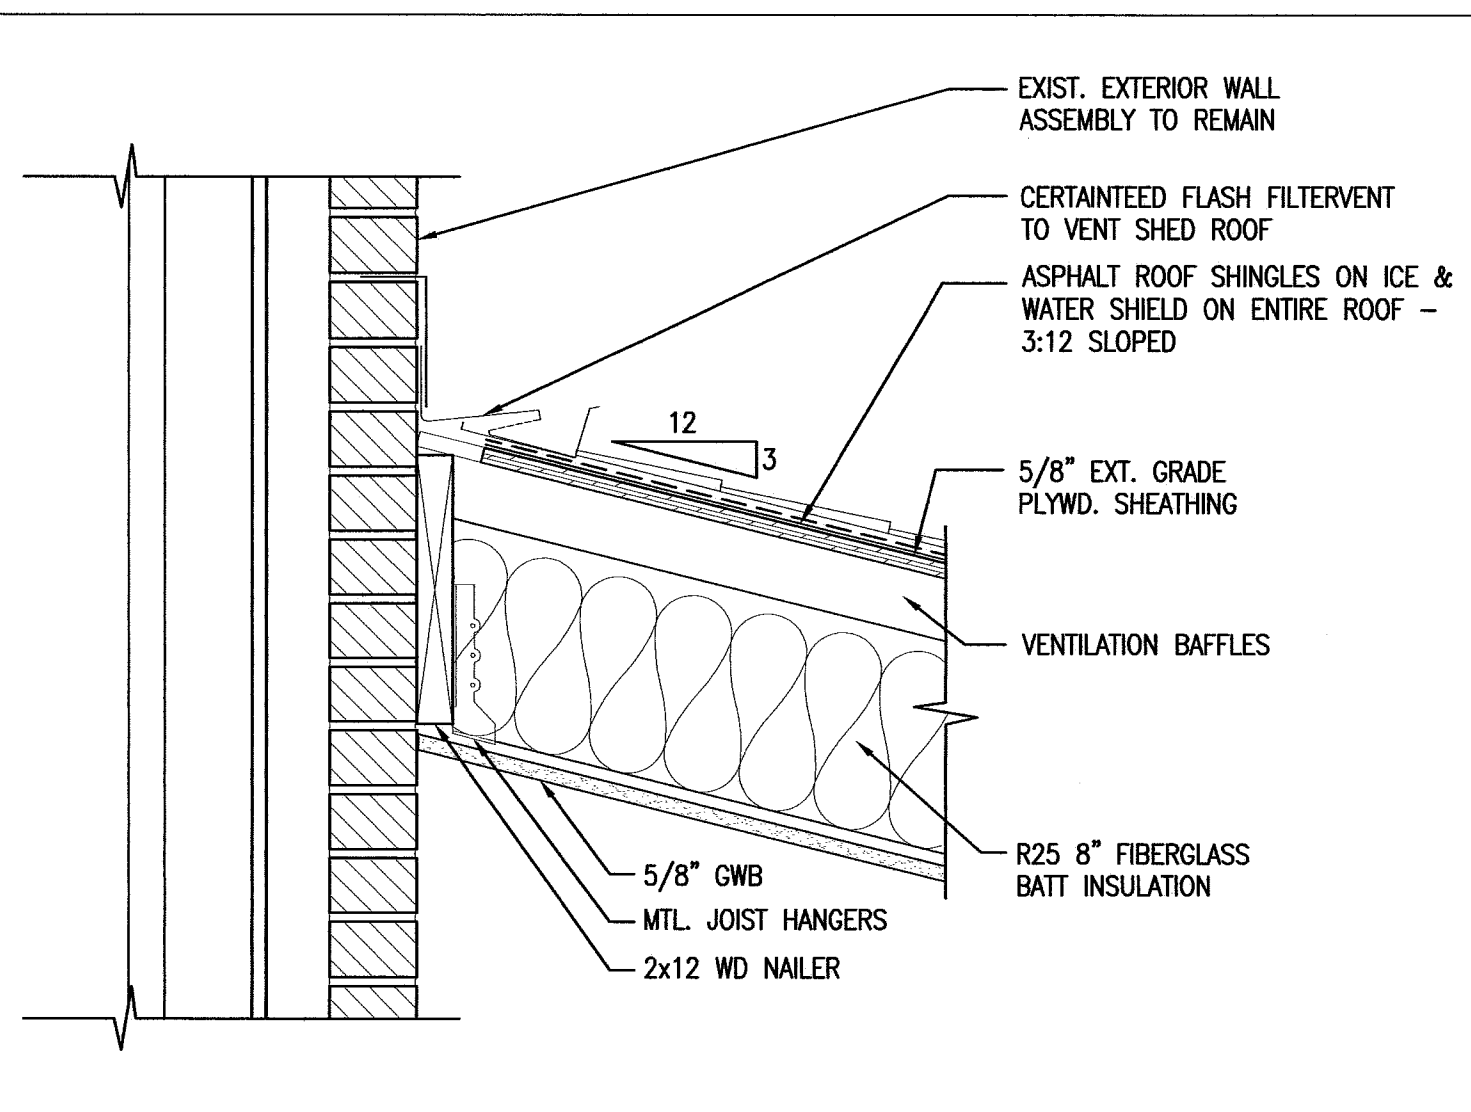 EXIST. EXTERIOR WALL
ASSEMBLY TO REMAIN
CERTAINTEED FLASH FILTERVENT
TO VENT SHED ROOF
ASPHALT ROOF SHINGLES ON ICE &
WATER SHIELD ON ENTIRE ROOF –
3:12 SLOPED
12
3
5/8" EXT. GRADE
PLYWD. SHEATHING
VENTILATION BAFFLES
R25 8" FIBERGLASS
BATT INSULATION
5/8" GWB
MTL. JOIST HANGERS
2x12 WD NAILER